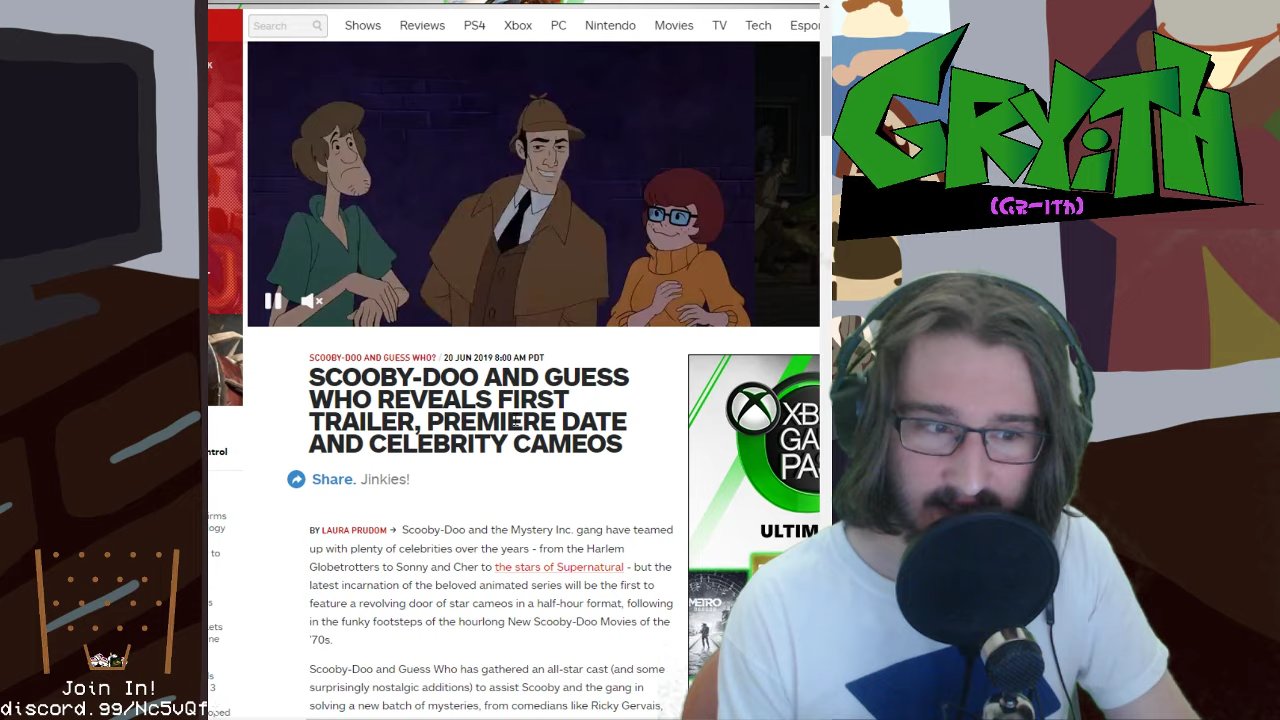 Search
Shows Reviews PS4 Xbox PC Nintendo Movies TV Tech Espor
SCOOBY-DOO AND GUESS WHO? / 20 JUN 2019 8:00 AM PDT
SCOOBY-DOO AND GUESS
WHO REVEALS FIRST
TRAILER, PREMIERE DATE
AND CELEBRITY CAMEOS
Share. Jinkies!
BY LAURA PRUDOM → Scooby-Doo and the Mystery Inc. gang have teamed
up with plenty of celebrities over the years - from the Harlem
Globetrotters to Sonny and Cher to the stars of Supernatural - but the
latest incarnation of the beloved animated series will be the first to
feature a revolving door of star cameos in a half-hour format, following
in the funky footsteps of the hourlong New Scooby-Doo Movies of the
'70s.
Scooby-Doo and Guess Who has gathered an all-star cast (and some
surprisingly nostalgic additions) to assist Scooby and the gang in
solving a new batch of mysteries, from comedians like Ricky Gervais,
XB
GA
PA
ULTIM
METRO
GRYiTH
(GR-ith)
Join In!
discord.gg/Nc5vQf